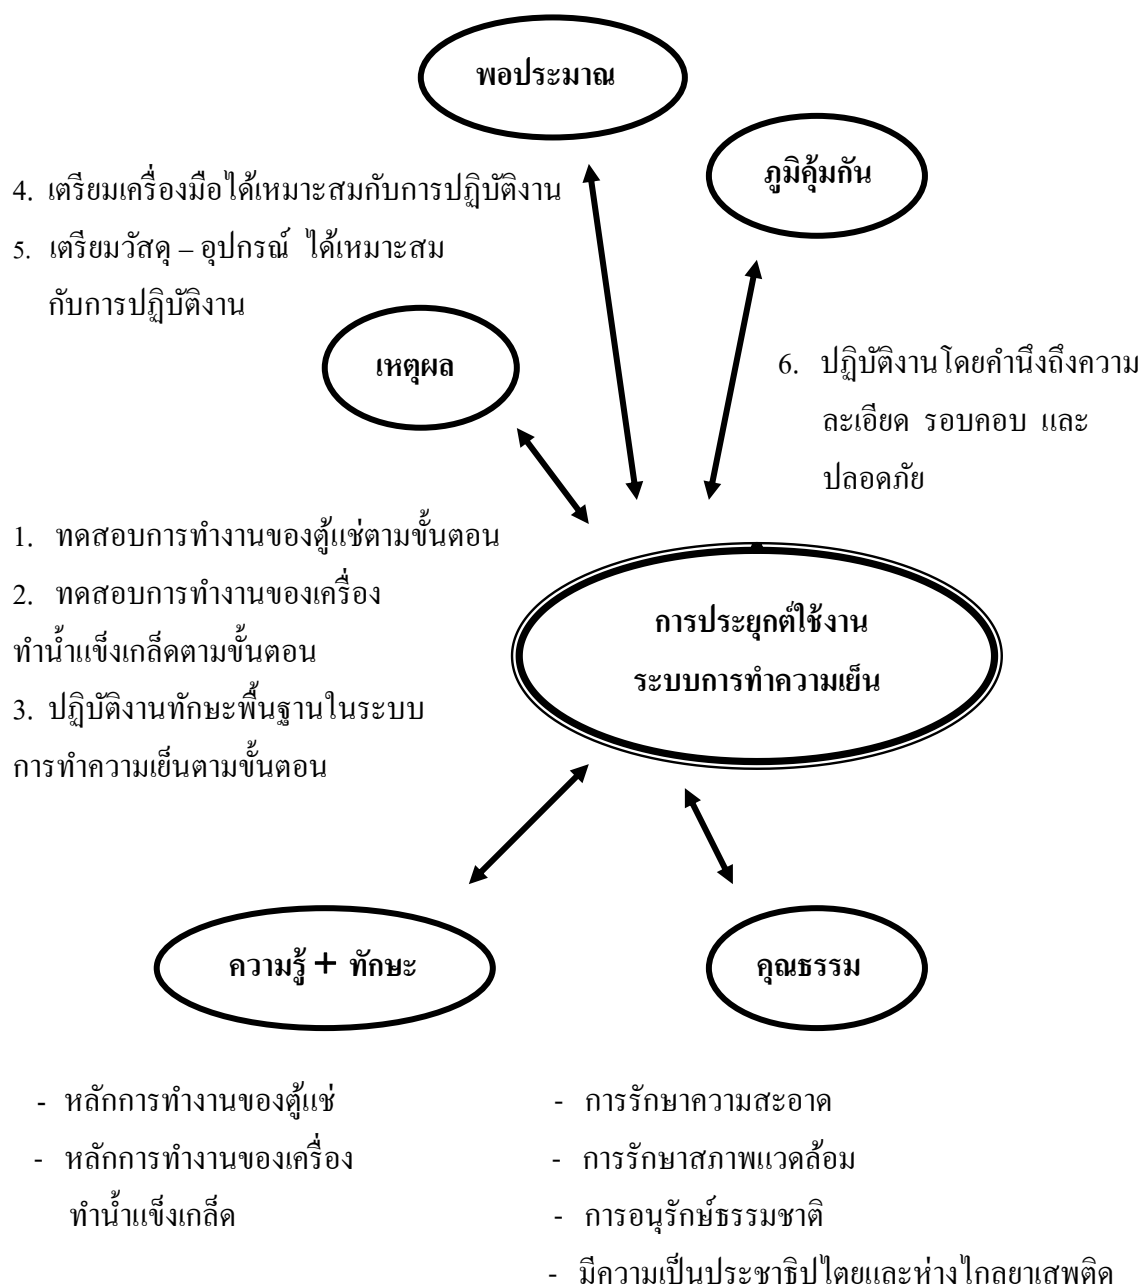 พอประมาณ
ภูมิคุ้มกัน
4. เตรียมเครื่องมือได้เหมาะสมกับการปฏิบัติงาน
5. เตรียมวัสดุ – อุปกรณ์ ได้เหมาะสม
กับการปฏิบัติงาน
เหตุผล
6. ปฏิบัติงานโดยคำนึงถึงความ
ละเอียด รอบคอบ และ
ปลอดภัย
1. ทดสอบการทำงานของตู้แช่ตามขั้นตอน
2. ทดสอบการทำงานของเครื่อง
ทำน้ำแข็งเกล็ดตามขั้นตอน
3. ปฏิบัติงานทักษะพื้นฐานในระบบ
การทำความเย็นตามขั้นตอน
การประยุกต์ใช้งาน
ระบบการทำความเย็น
ความรู้ + ทักษะ
คุณธรรม
- หลักการทำงานของตู้แช่
- หลักการทำงานของเครื่อง
ทำน้ำแข็งเกล็ด
- การรักษาความสะอาด
- การรักษาสภาพแวดล้อม
- การอนุรักษ์ธรรมชาติ
- มีความเป็นประชาธิปไตยและห่างไกลยาเสพติด